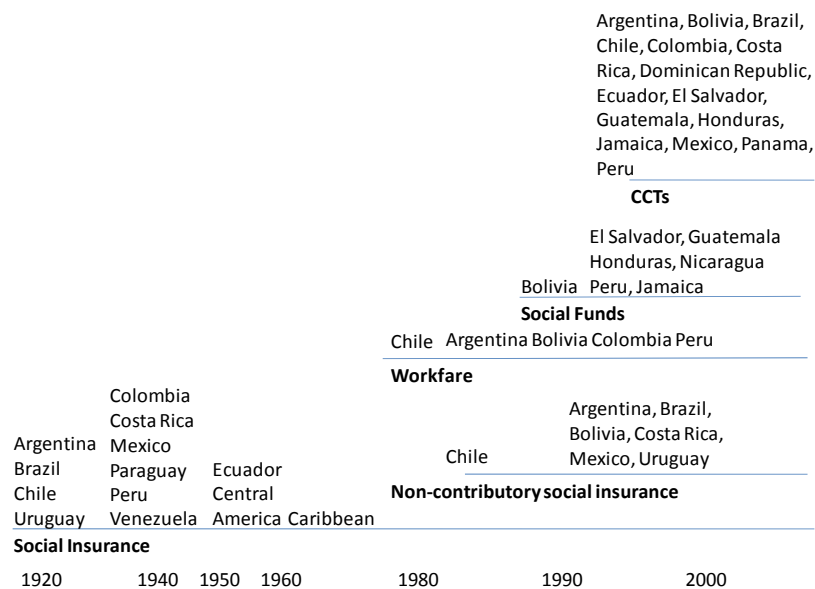 Argentina, Bolivia, Brazil,
Chile, Colombia, Costa
Rica, Dominican Republic,
Ecuador, El Salvador,
Guatemala, Honduras,
Jamaica, Mexico, Panama,
Peru
CCTs
El Salvador, Guatemala
Honduras, Nicaragua
Bolivia Peru, Jamaica
Social Funds
Chile Argentina Bolivia Colombia Peru
Workfare
Argentina, Brazil,
Bolivia, Costa Rica,
Mexico, Uruguay
Chile
Non-contributory social insurance
Colombia
Costa Rica
Argentina Mexico
Brazil Paraguay Ecuador
Chile Peru Central
Uruguay Venezuela America Caribbean
Social Insurance
1920 1940 1950 1960 1980 1990 2000